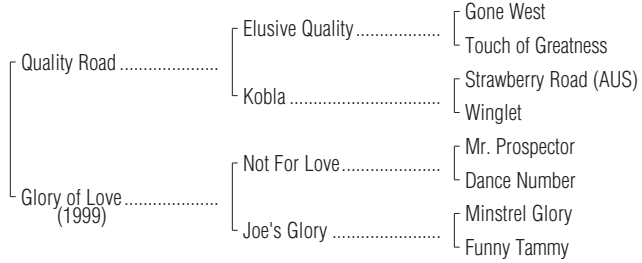 Gone West
Elusive Quality
Touch of Greatness
Quality Road
Strawberry Road (AUS)
Kobla
Winglet
Mr. Prospector
Not For Love
Dance Number
Glory of Love
(1999)
Minstrel Glory
Joe's Glory
Funny Tammy